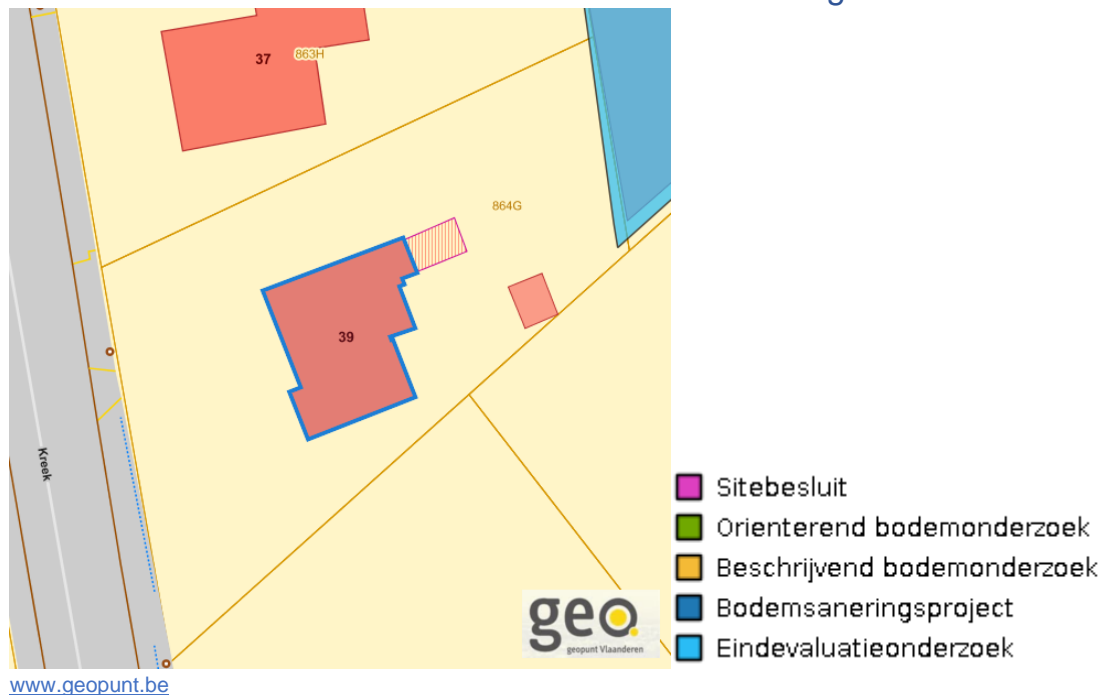 37
863H
864G
39
Kreek
geo.
geopunt Vlaanderen
Sitebesluit
Orienterend bodemonderzoek
Beschrijvend bodemonderzoek
Bodemsaneringsproject
Eindevaluatieonderzoek
www.geopunt.be